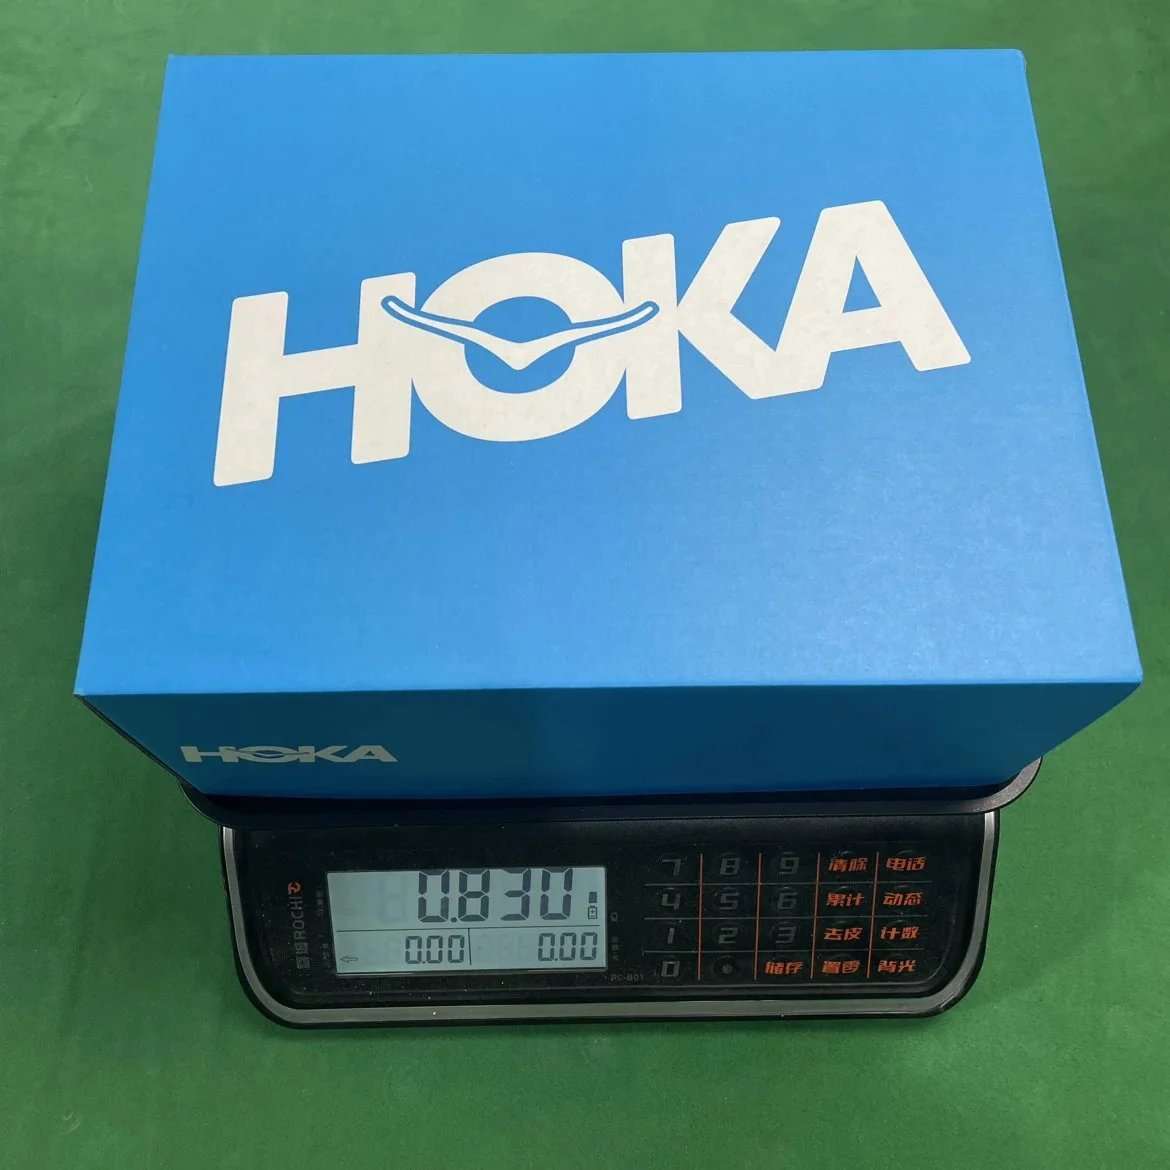 HOKA
HOKA
ROCHI
0.830
0.00 0.00
RC-B01
7 8 9 清除 电话
4 5 6 累计 动态
1 2 3 去皮 计数
0 . 储存 置零 背光